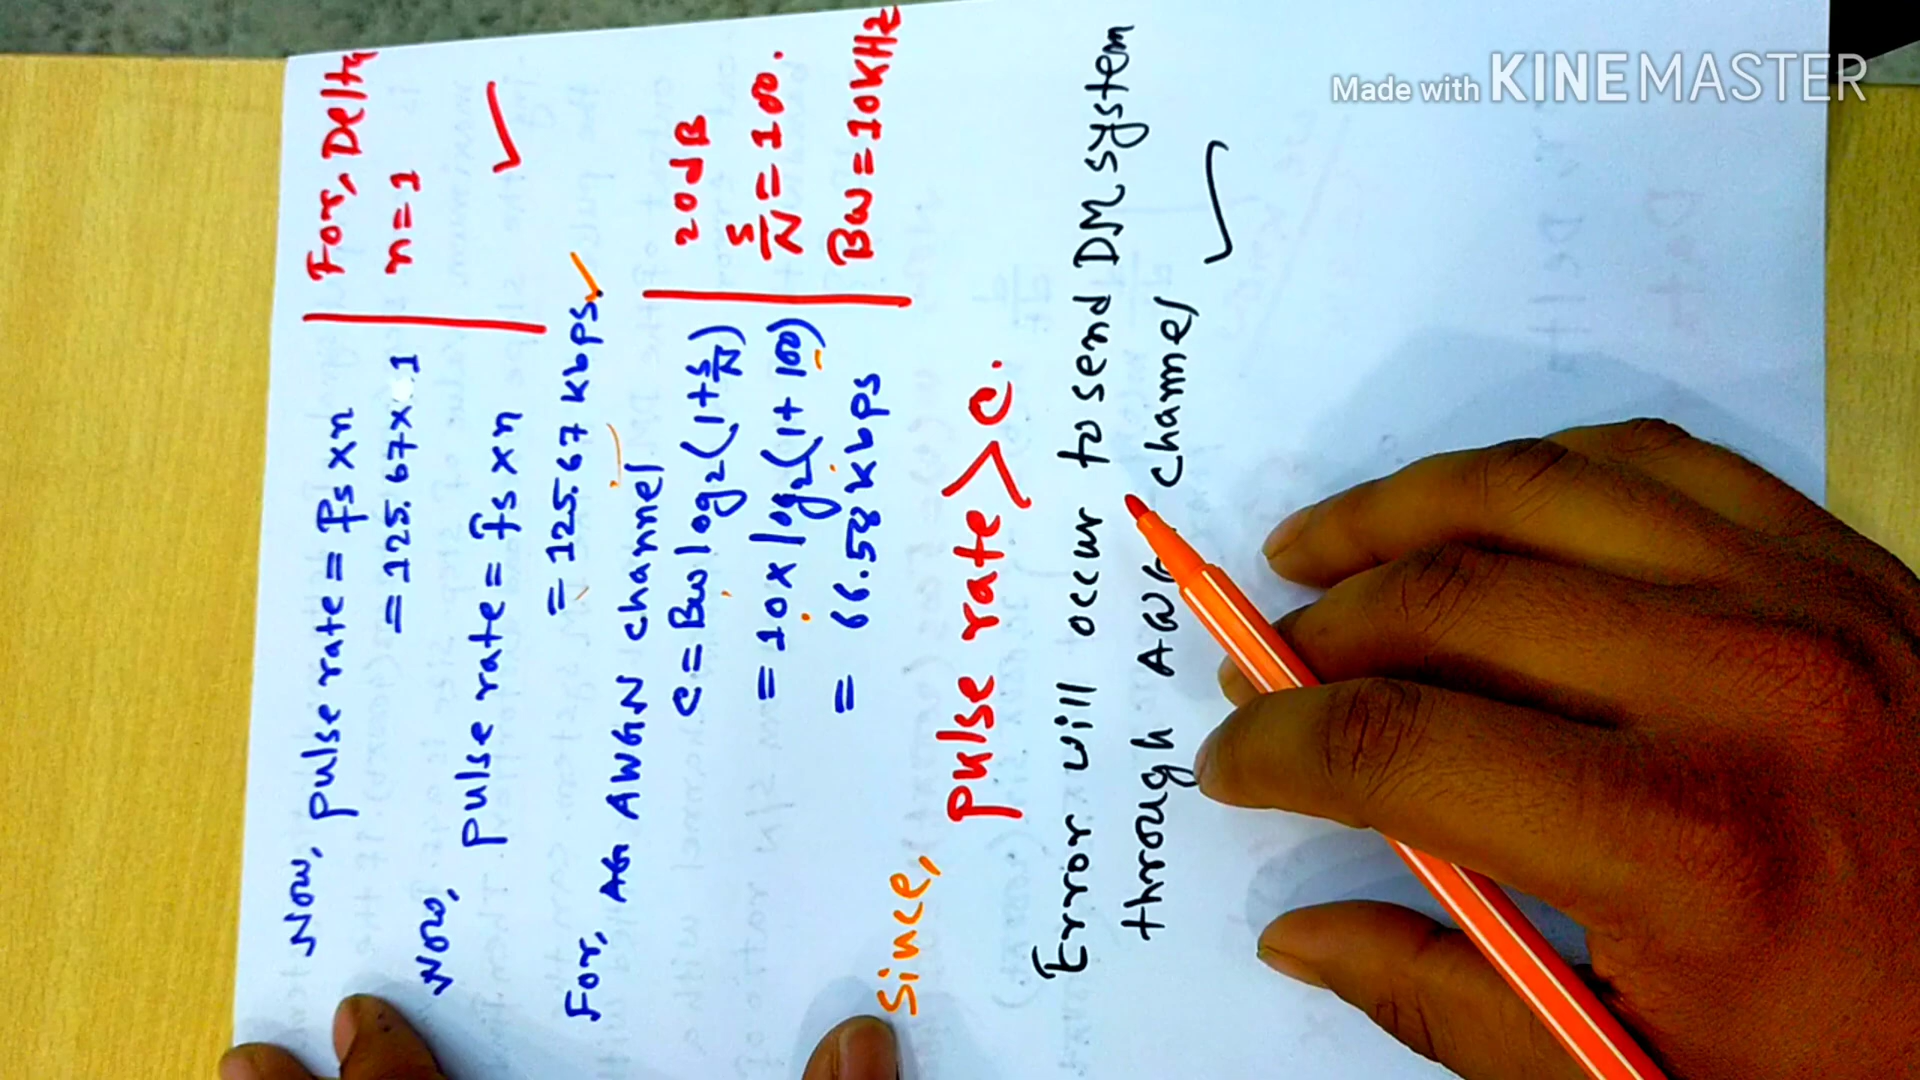 Made with KINEMASTER
Now, pulse rate = fs x n
= 125.67 x 1
For, Delta
n = 1
Now, pulse rate = fs x n
= 125.67 kbps.
For, AG AWGN channel
C = Bw log₂(1+S/N)
= 10 x log₂(1+ 100)
= 66.58 kbps
20dB
S/N = 100.
Bw = 10KHz
Since, pulse rate > C.
Error will occur to send DM system
through channel